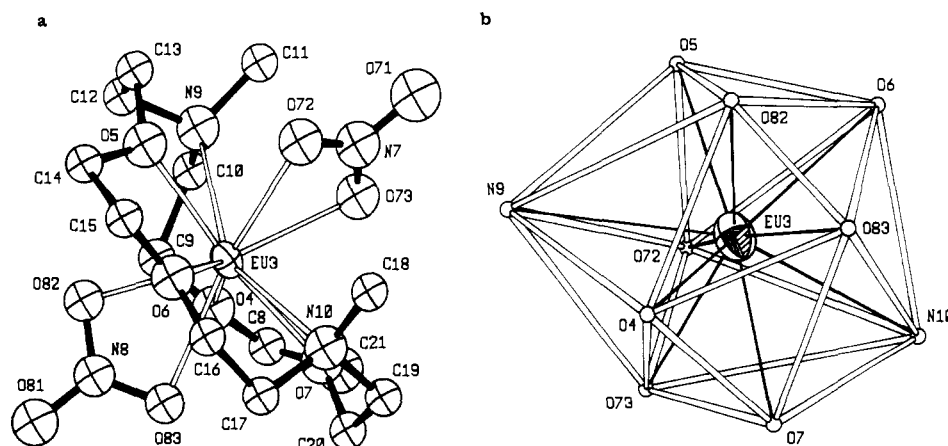 a
b
C13
C11
O71
C12
N9
O72
O5
N7
C10
C14
O73
C15
C9
EU3
C18
O82
O6
O4
C8
N10
C21
C19
N8
C16
O7
O81
O83
C17
C20
O5
O6
O82
N9
EU3
O83
O72
O4
N10
O73
O7